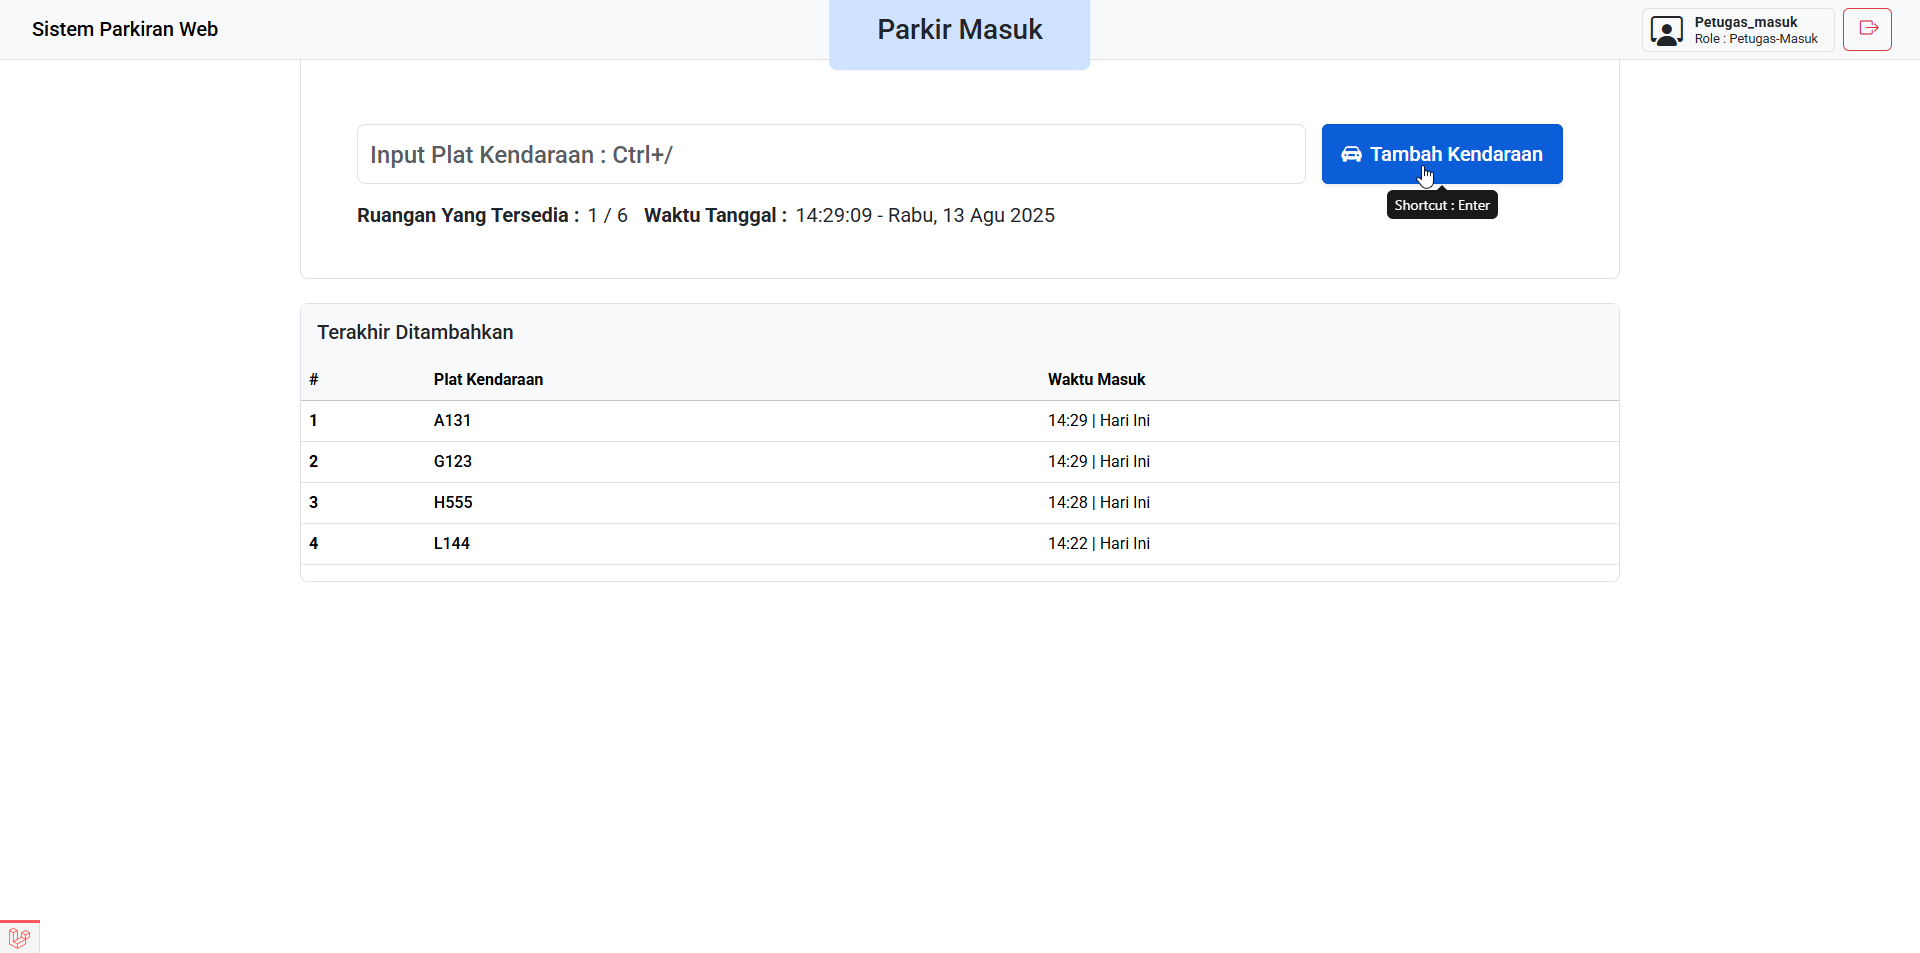 Sistem Parkiran Web
Parkir Masuk
Petugas_masuk
Role : Petugas-Masuk
Input Plat Kendaraan : Ctrl+/
Tambah Kendaraan
Shortcut : Enter
Ruangan Yang Tersedia : 1 / 6 Waktu Tanggal : 14:29:09 - Rabu, 13 Agu 2025
Terakhir Ditambahkan
# Plat Kendaraan Waktu Masuk
1 A131 14:29 | Hari Ini
2 G123 14:29 | Hari Ini
3 H555 14:28 | Hari Ini
4 L144 14:22 | Hari Ini